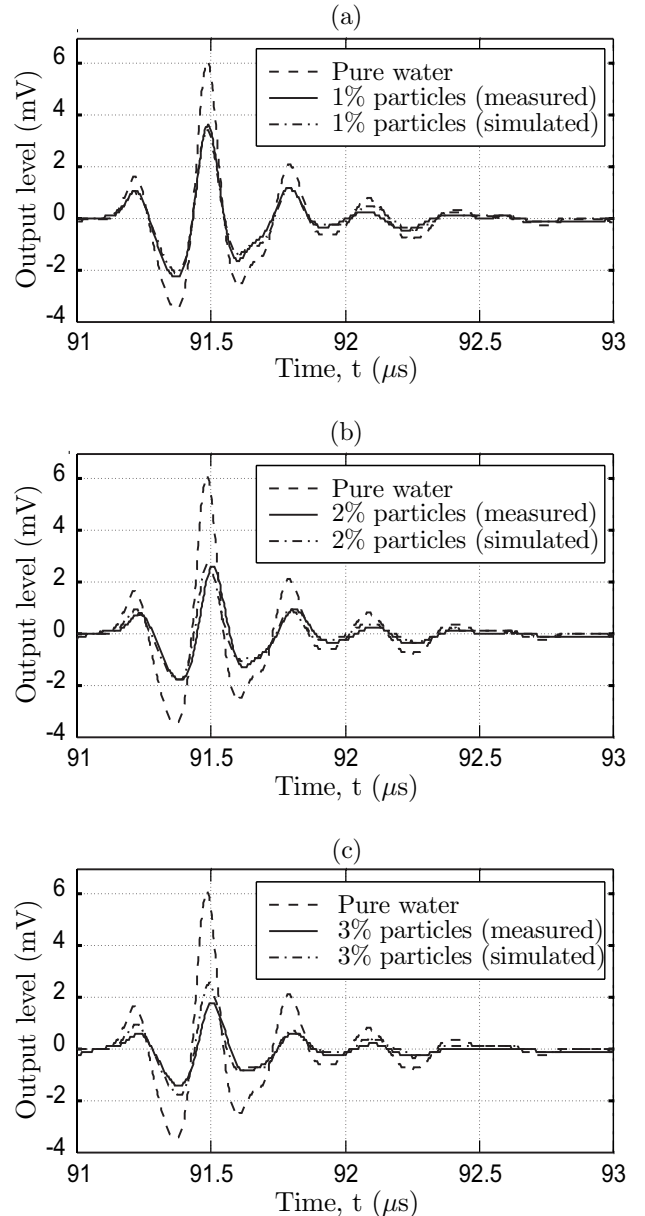 (a)
Output level (mV)
6
4
2
0
-2
-4
Pure water
1% particles (measured)
1% particles (simulated)
91
91.5
92
92.5
93
Time, t (μs)
(b)
Output level (mV)
6
4
2
0
-2
-4
Pure water
2% particles (measured)
2% particles (simulated)
91
91.5
92
92.5
93
Time, t (μs)
(c)
Output level (mV)
6
4
2
0
-2
-4
Pure water
3% particles (measured)
3% particles (simulated)
91
91.5
92
92.5
93
Time, t (μs)